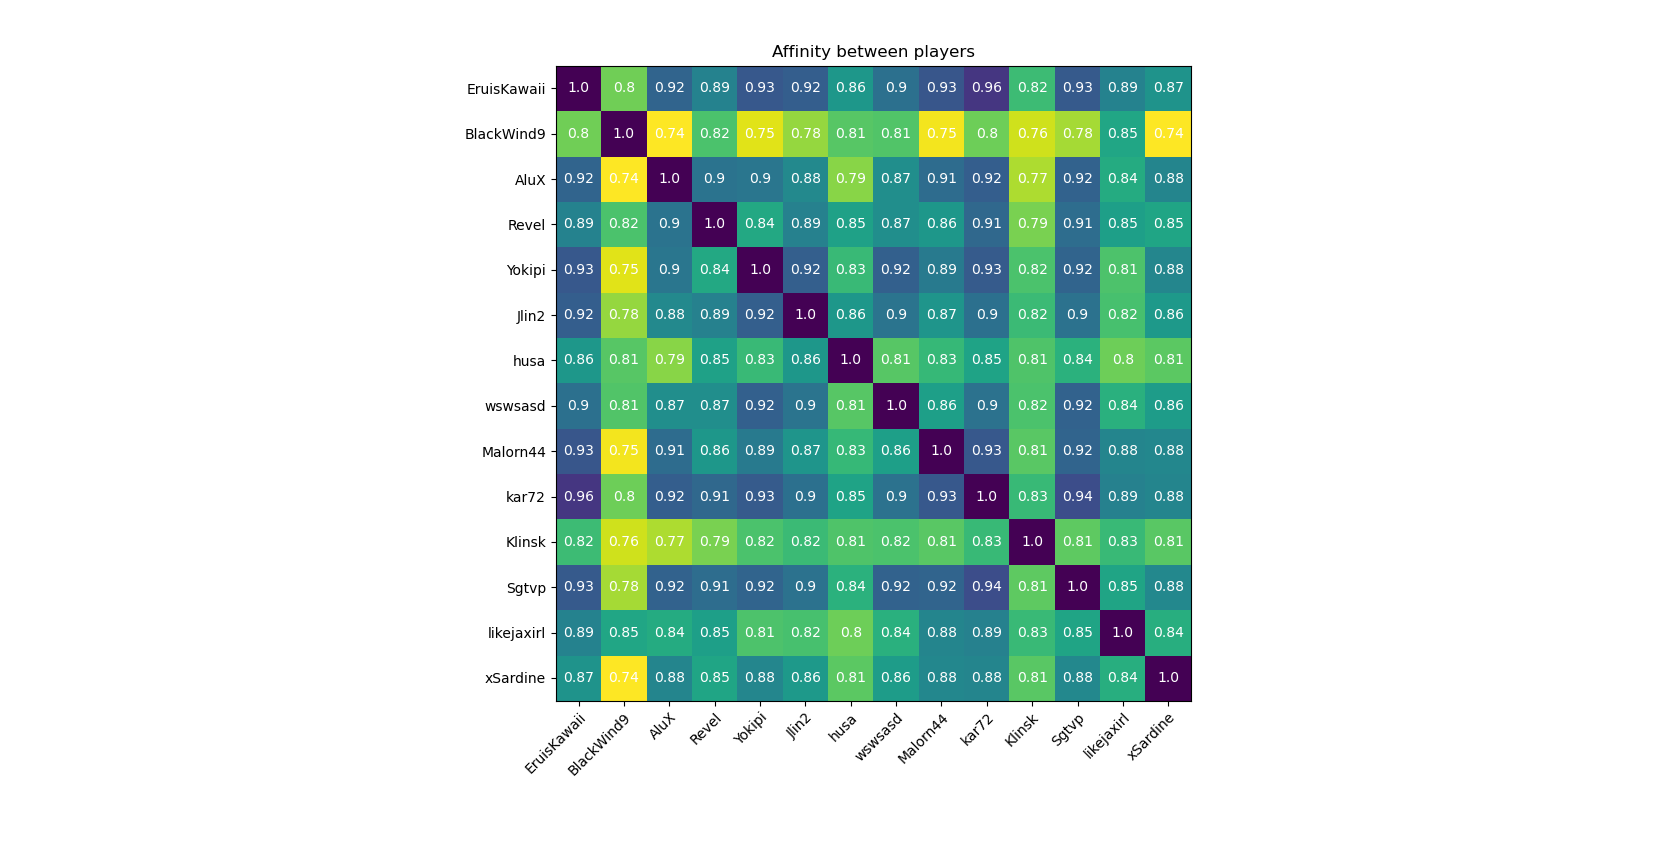 Affinity between players
EruisKawaii 1.0 0.8 0.92 0.89 0.93 0.92 0.86 0.9 0.93 0.96 0.82 0.93 0.89 0.87
BlackWind9 0.8 1.0 0.74 0.82 0.75 0.78 0.81 0.81 0.75 0.8 0.76 0.78 0.85 0.74
AluX 0.92 0.74 1.0 0.9 0.9 0.88 0.79 0.87 0.91 0.92 0.77 0.92 0.84 0.88
Revel 0.89 0.82 0.9 1.0 0.84 0.89 0.85 0.87 0.86 0.91 0.79 0.91 0.85 0.85
Yokipi 0.93 0.75 0.9 0.84 1.0 0.92 0.83 0.92 0.89 0.93 0.82 0.92 0.81 0.88
Jlin2 0.92 0.78 0.88 0.89 0.92 1.0 0.86 0.9 0.87 0.9 0.82 0.9 0.82 0.86
husa 0.86 0.81 0.79 0.85 0.83 0.86 1.0 0.81 0.83 0.85 0.81 0.84 0.8 0.81
wswsasd 0.9 0.81 0.87 0.87 0.92 0.9 0.81 1.0 0.86 0.9 0.82 0.92 0.84 0.86
Malorn44 0.93 0.75 0.91 0.86 0.89 0.87 0.83 0.86 1.0 0.93 0.81 0.92 0.88 0.88
kar72 0.96 0.8 0.92 0.91 0.93 0.9 0.85 0.9 0.93 1.0 0.83 0.94 0.89 0.88
Klinsk 0.82 0.76 0.77 0.79 0.82 0.82 0.81 0.82 0.81 0.83 1.0 0.81 0.83 0.81
Sgtvp 0.93 0.78 0.92 0.91 0.92 0.9 0.84 0.92 0.92 0.94 0.81 1.0 0.85 0.88
likejaxirl 0.89 0.85 0.84 0.85 0.81 0.82 0.8 0.84 0.88 0.89 0.83 0.85 1.0 0.84
xSardine 0.87 0.74 0.88 0.85 0.88 0.86 0.81 0.86 0.88 0.88 0.81 0.88 0.84 1.0
EruisKawaii BlackWind9 AluX Revel Yokipi Jlin2 husa wswsasd Malorn44 kar72 Klinsk Sgtvp likejaxirl xSardine